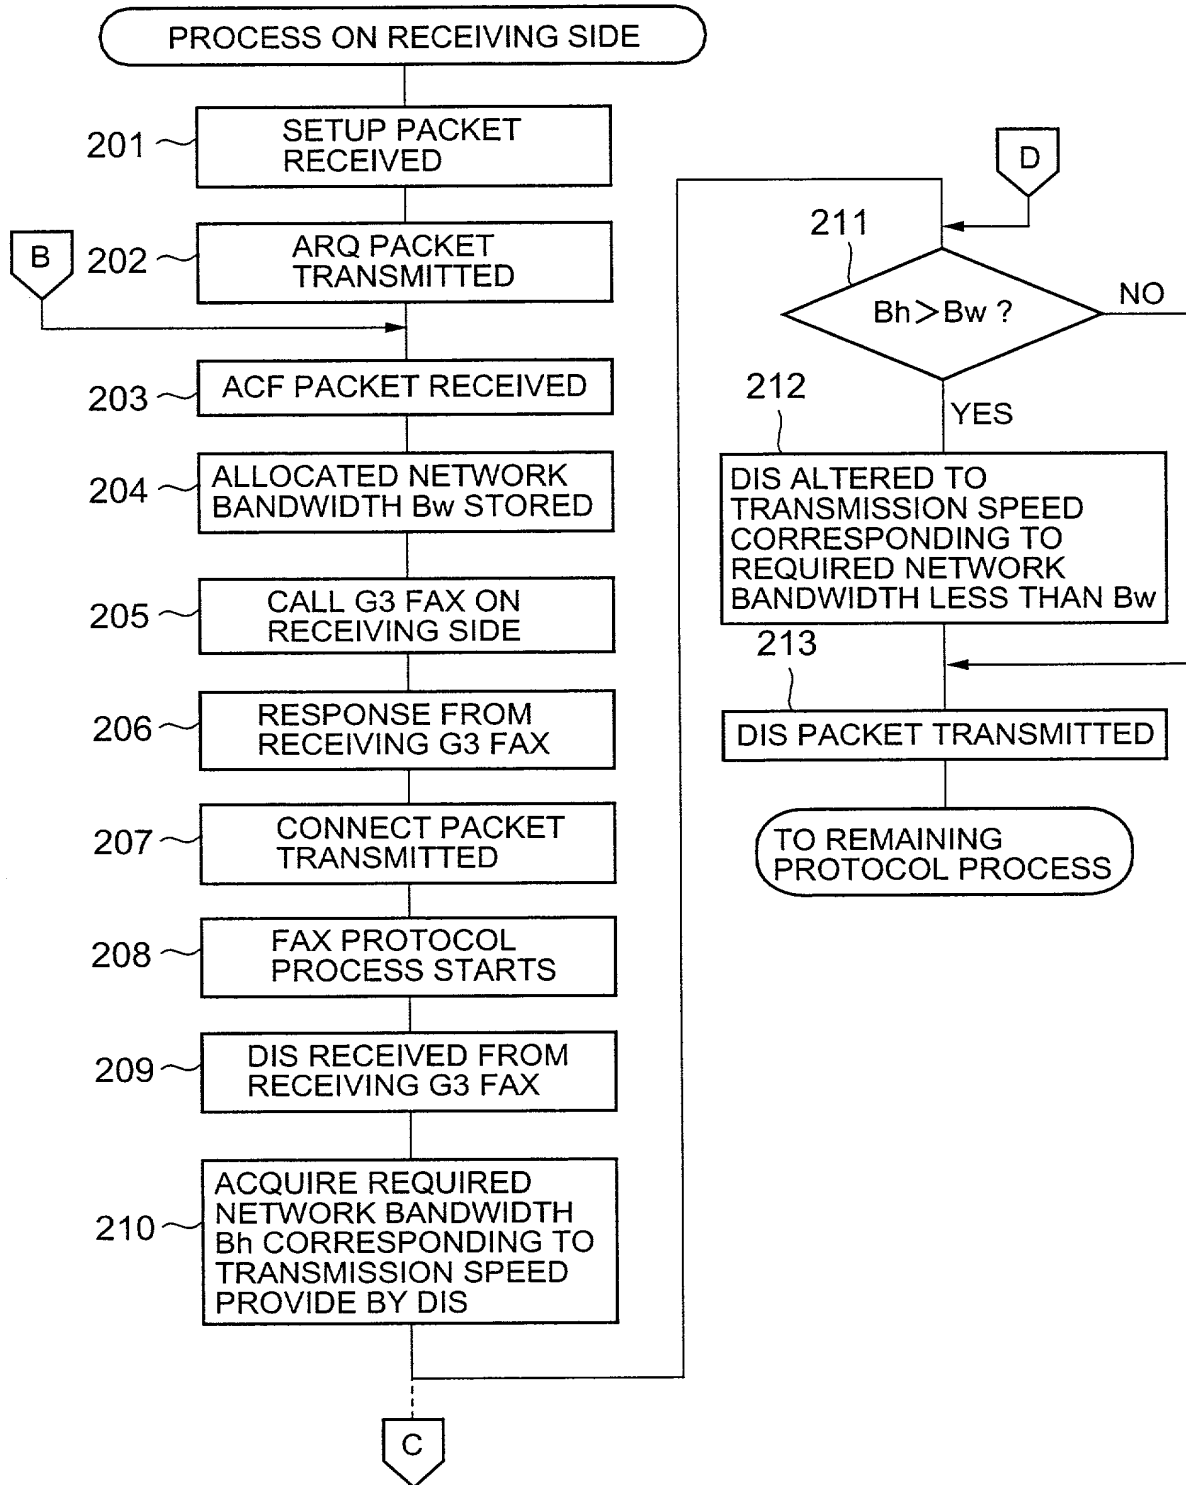 PROCESS ON RECEIVING SIDE
201
SETUP PACKET
RECEIVED
B
202
ARQ PACKET
TRANSMITTED
203
ACF PACKET RECEIVED
204
ALLOCATED NETWORK
BANDWIDTH Bw STORED
205
CALL G3 FAX ON
RECEIVING SIDE
206
RESPONSE FROM
RECEIVING G3 FAX
207
CONNECT PACKET
TRANSMITTED
208
FAX PROTOCOL
PROCESS STARTS
209
DIS RECEIVED FROM
RECEIVING G3 FAX
210
ACQUIRE REQUIRED
NETWORK BANDWIDTH
Bh CORRESPONDING TO
TRANSMISSION SPEED
PROVIDE BY DIS
C
D
211
Bh>Bw ?
NO
YES
212
DIS ALTERED TO
TRANSMISSION SPEED
CORRESPONDING TO
REQUIRED NETWORK
BANDWIDTH LESS THAN Bw
213
DIS PACKET TRANSMITTED
TO REMAINING
PROTOCOL PROCESS